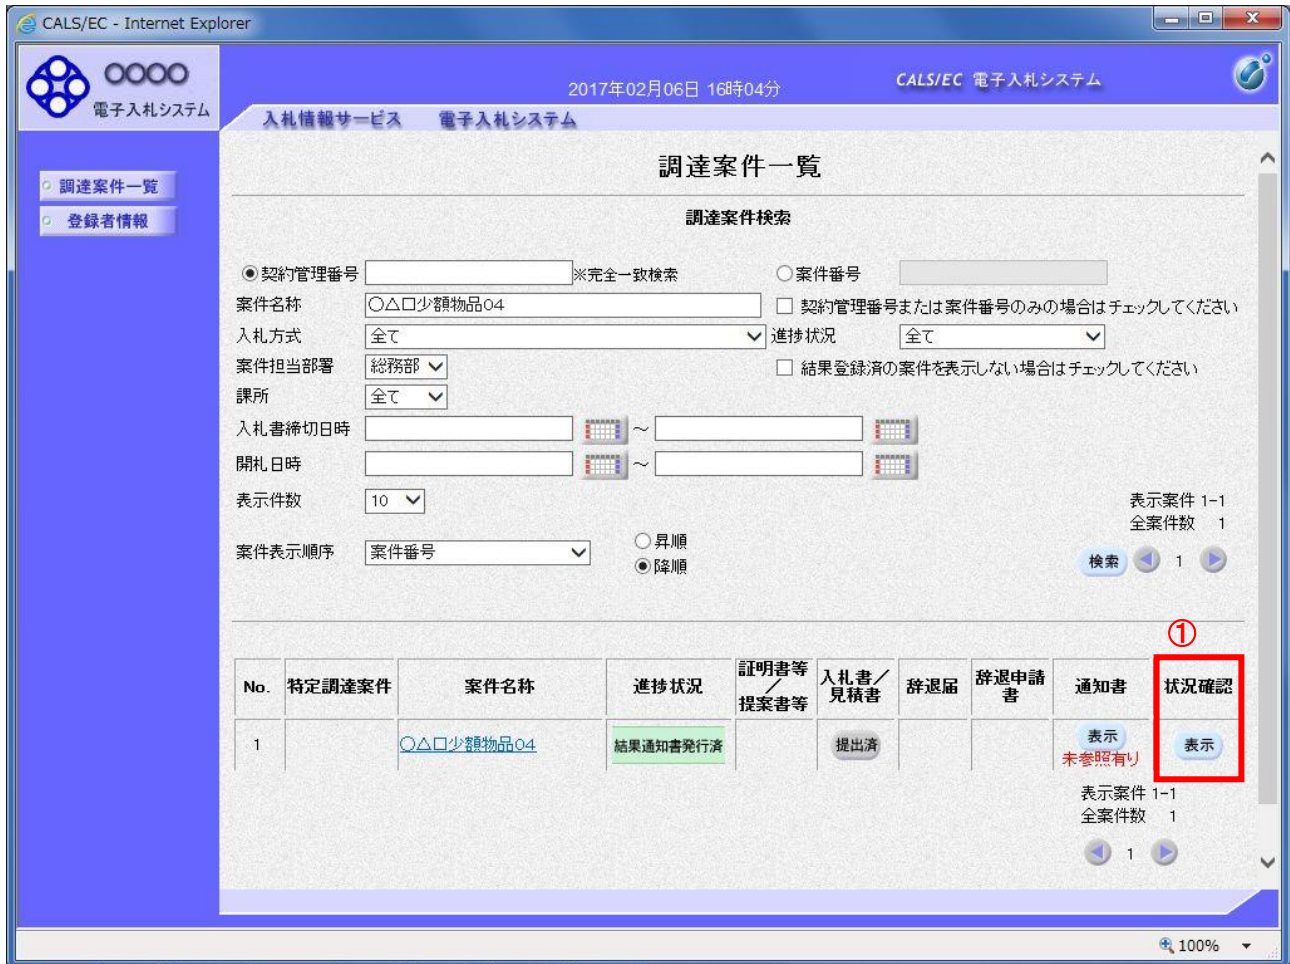 CALS/EC - Internet Explorer
OOOO
電子入札システム
2017年02月06日 16時04分
CALS/EC 電子入札システム
入札情報サービス 電子入札システム
調達案件一覧
登録者情報
調達案件一覧
調達案件検索
契約管理番号 ※完全一致検索 案件番号
案件名称 〇△口少額物品04 契約管理番号または案件番号のみの場合はチェックしてください
入札方式 全て 進捗状況 全て
案件担当部署 総務部 結果登録済の案件を表示しない場合はチェックしてください
課所 全て
入札書締切日時 ~
開札日時 ~
表示件数 10
表示案件 1-1
全案件数 1
案件表示順序 案件番号
昇順
降順
検索 1
①
No. 特定調達案件 案件名称 進捗状況 証明書等/提案書等 入札書/見積書 辞退届 辞退申請書 通知書 状況確認
1 〇△口少額物品04 結果通知書発行済 提出済 表示 未参照有り 表示
表示案件 1-1
全案件数 1
1
100%